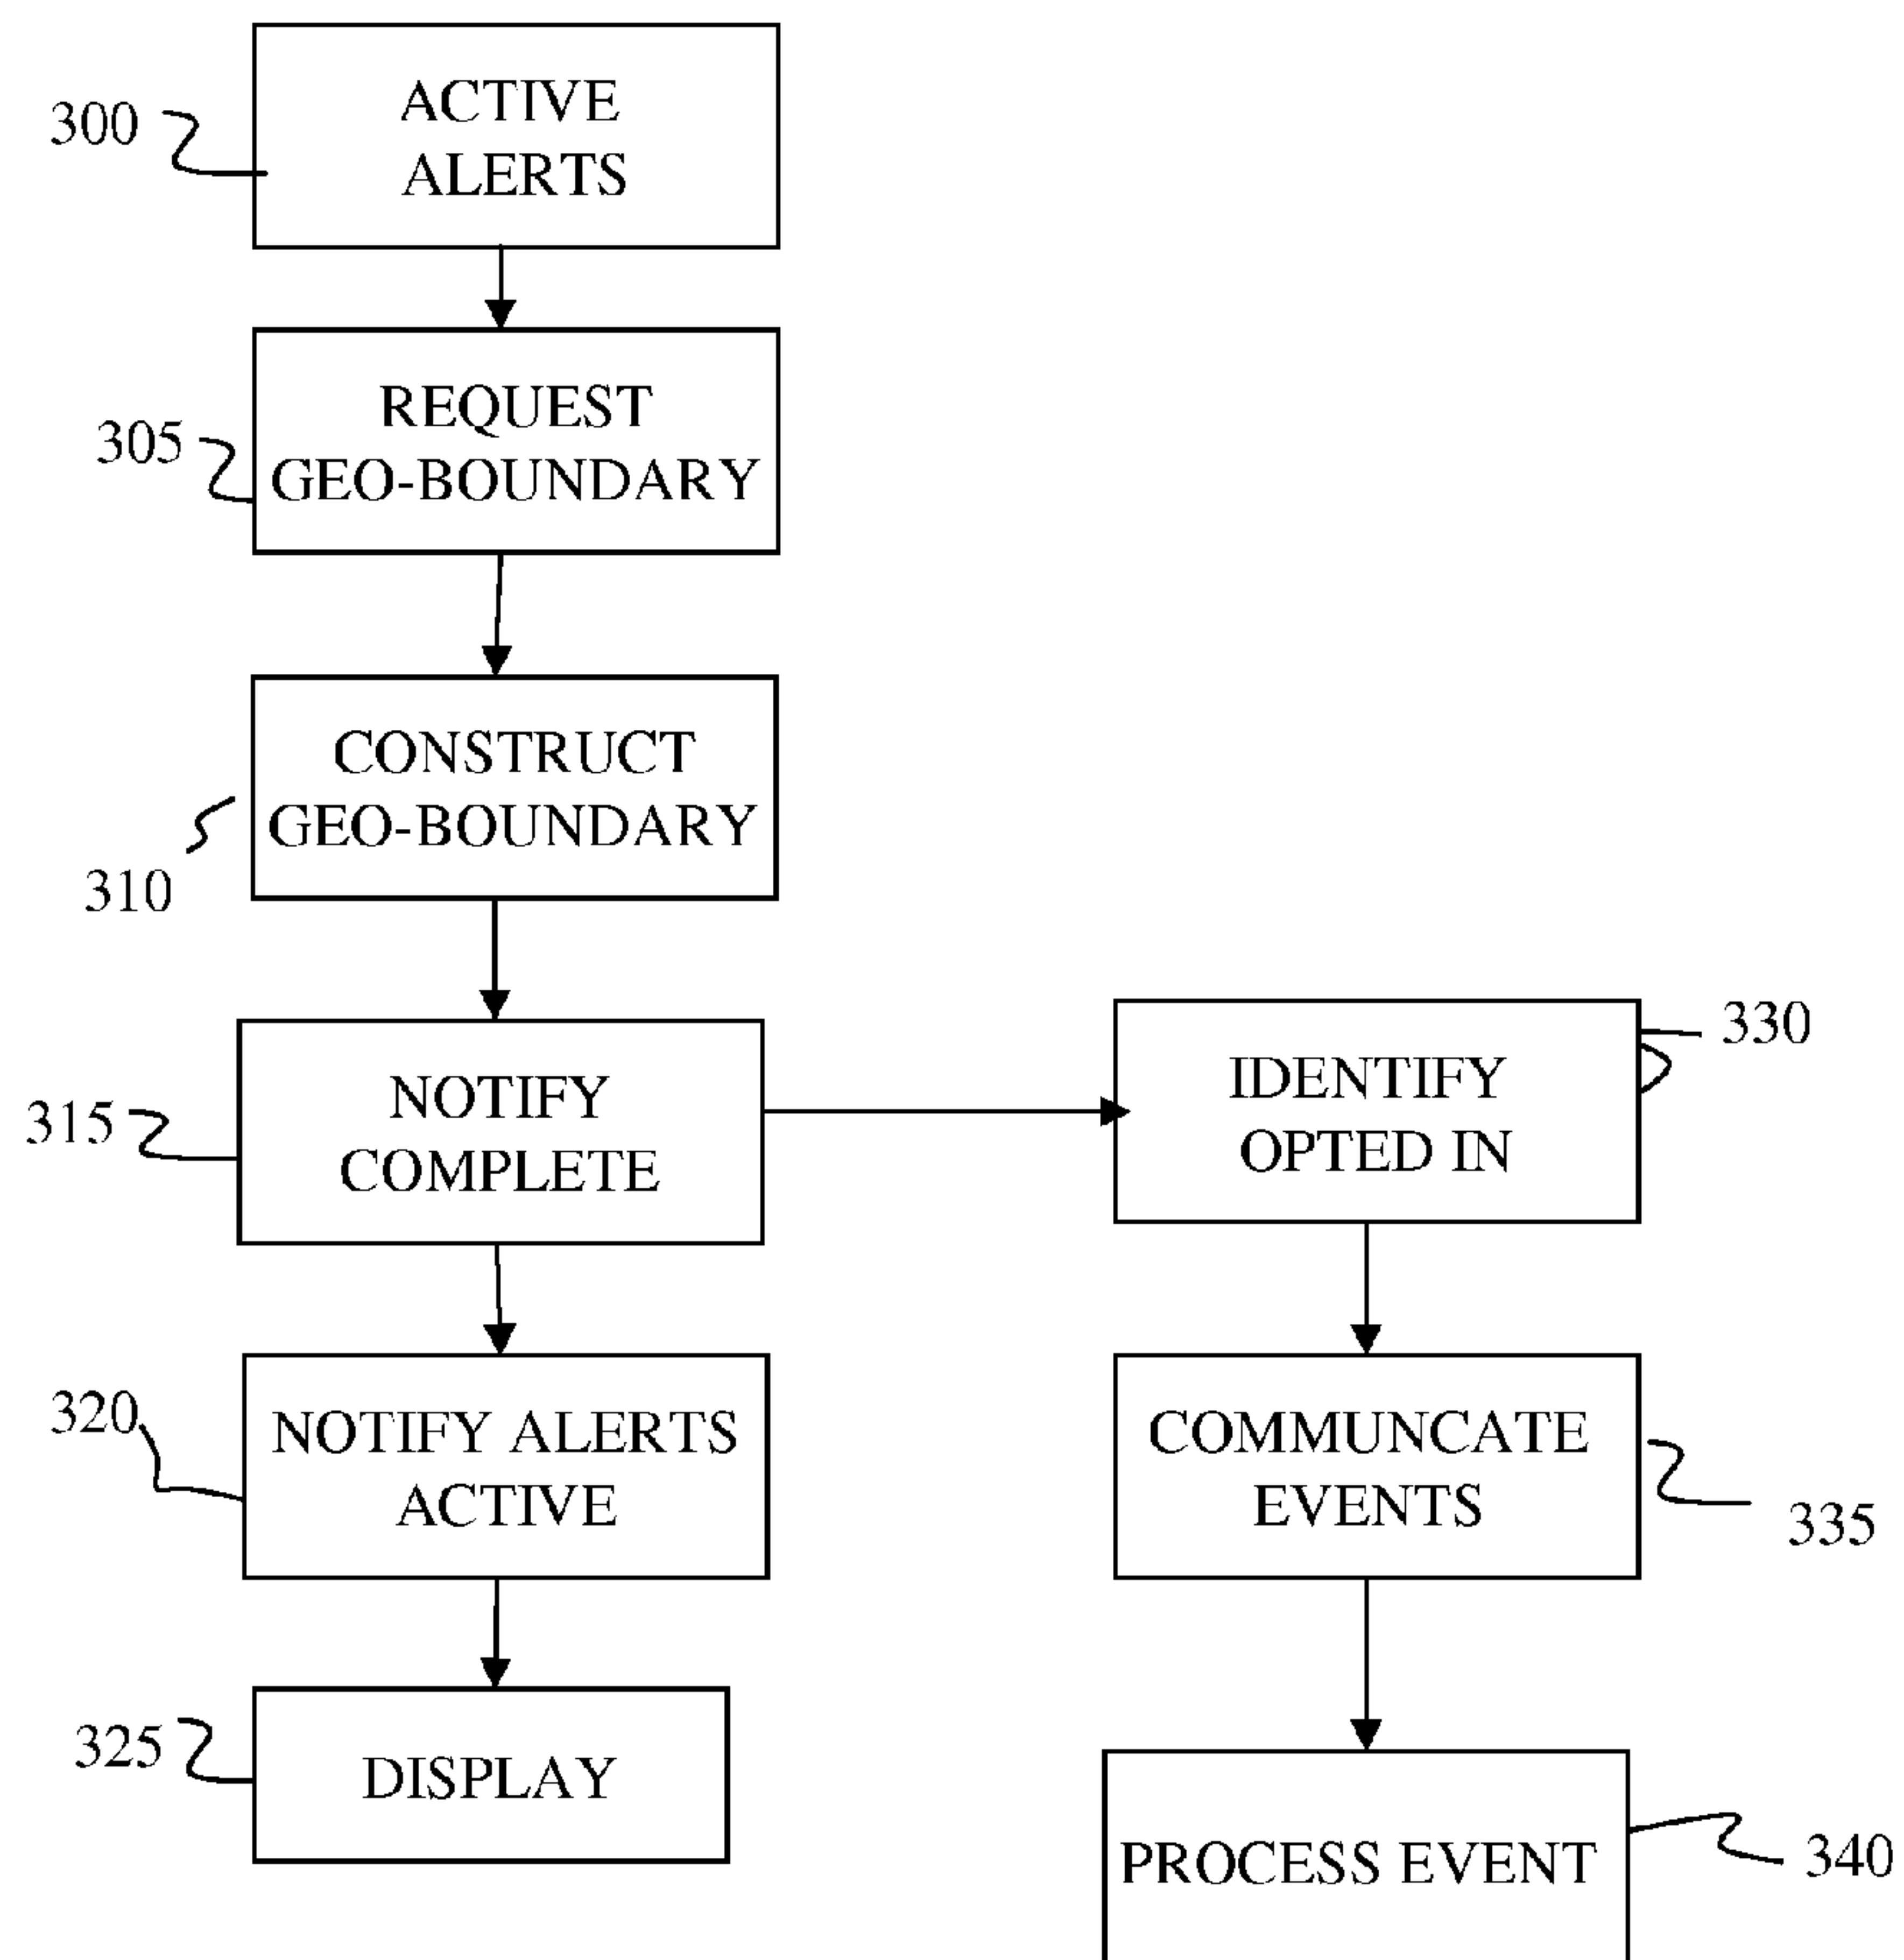 300
ACTIVE
ALERTS
305
REQUEST
GEO-BOUNDARY
310
CONSTRUCT
GEO-BOUNDARY
315
NOTIFY
COMPLETE
330
IDENTIFY
OPTED IN
320
NOTIFY ALERTS
ACTIVE
335
COMMUNCATE
EVENTS
325
DISPLAY
340
PROCESS EVENT